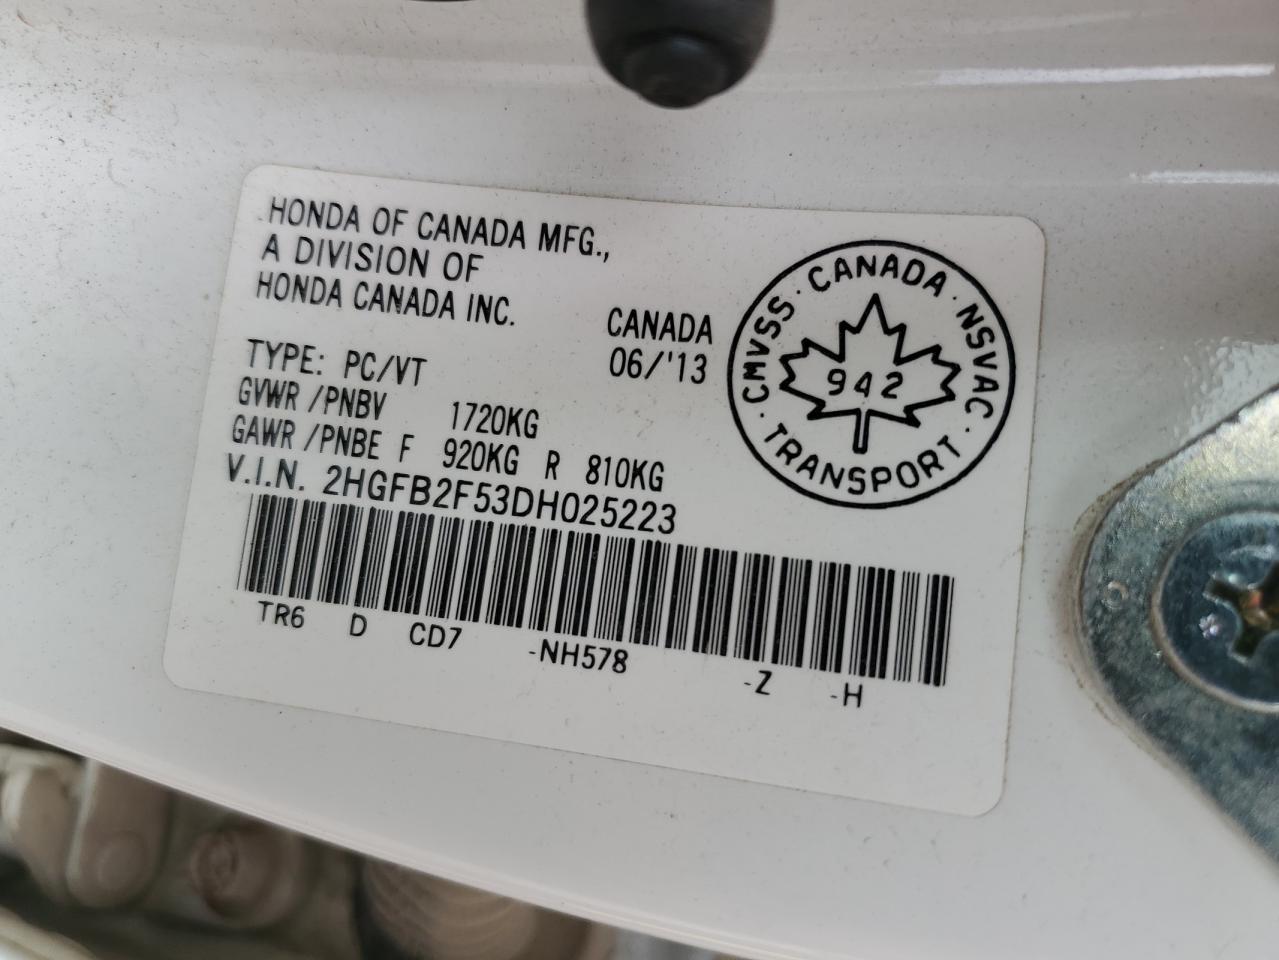 HONDA OF CANADA MFG.,
A DIVISION OF
HONDA CANADA INC.
CANADA
06/'13
TYPE: PC/VT
GVWR /PNBV 1720KG
GAWR /PNBE F 920KG R 810KG
V.I.N. 2HGFB2F53DH025223
TR6 D CD7 -NH578 -Z -H
· CMVSS · CANADA · NSVAC ·
942
TRANSPORT